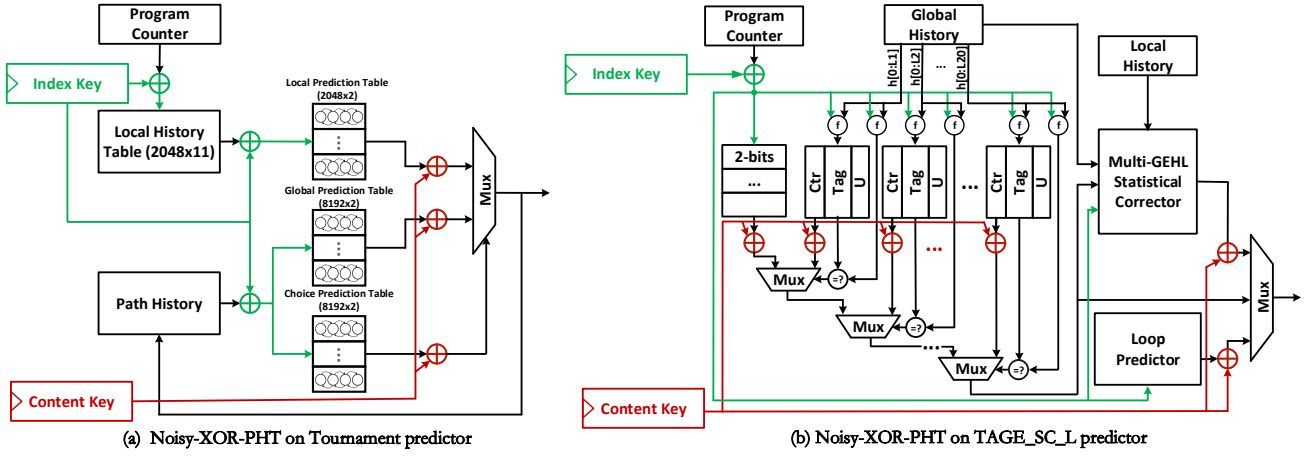 Program
Counter
Index Key
Local History
Table (2048x11)
Path History
Content Key
Local Prediction Table
(2048x2)
Global Prediction Table
(8192x2)
Choice Prediction Table
(8192x2)
Mux
(a) Noisy-XOR-PHT on Tournament predictor
Program
Counter
Global
History
Local
History
Index Key
h[0:L1]
h[0:L2]
...
h[0:L20]
f
f
f
f
f
f
2-bits
...
Ctr
Tag
U
Ctr
Tag
U
...
Ctr
Tag
U
Multi-GEHL
Statistical
Corrector
...
Mux
=?
Mux
=?
...
Mux
=?
Loop
Predictor
Mux
Content Key
(b) Noisy-XOR-PHT on TAGE_SC_L predictor